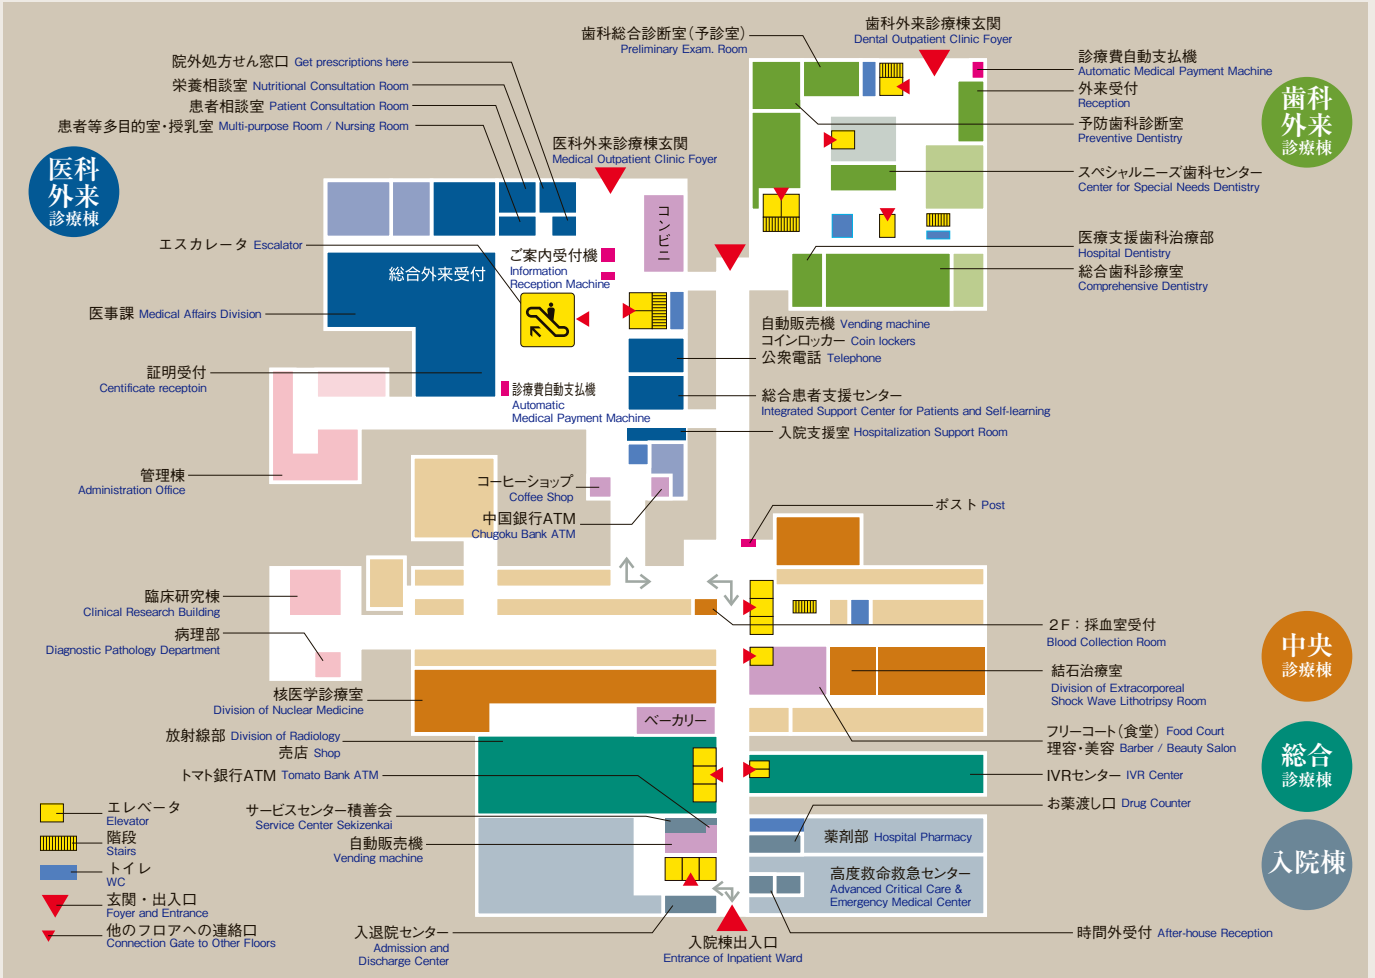 歯科総合診断室(予診室)
Preliminary Exam. Room
歯科外来診療棟玄関
Dental Outpatient Clinic Foyer
院外処方せん窓口 Get prescriptions here
栄養相談室 Nutritional Consultation Room
患者相談室 Patient Consultation Room
患者等多目的室・授乳室 Multi-purpose Room / Nursing Room
診療費自動支払機
Automatic Medical Payment Machine
外来受付
Reception
予防歯科診断室
Preventive Dentistry
歯科
外来
診療棟
医科外来診療棟玄関
Medical Outpatient Clinic Foyer
医科
外来
診療棟
スペシャルニーズ歯科センター
Center for Special Needs Dentistry
コンビニ
エスカレータ Escalator
ご案内受付機
Information
Reception Machine
総合外来受付
医療支援歯科治療部
Hospital Dentistry
総合歯科診療室
Comprehensive Dentistry
医事課 Medical Affairs Division
自動販売機 Vending machine
コインロッカー Coin lockers
公衆電話 Telephone
証明受付
Centificate receptoin
診療費自動支払機
Automatic
Medical Payment Machine
総合患者支援センター
Integrated Support Center for Patients and Self-learning
入院支援室 Hospitalization Support Room
管理棟
Administration Office
コーヒーショップ
Coffee Shop
中国銀行ATM
Chugoku Bank ATM
ポスト Post
臨床研究棟
Clinical Research Building
病理部
Diagnostic Pathology Department
2F:採血室受付
Blood Collection Room
中央
診療棟
結石治療室
Division of Extracorporeal
Shock Wave Lithotripsy Room
核医学診療室
Division of Nuclear Medicine
ベーカリー
放射線部 Division of Radiology
売店 Shop
フリーコート(食堂) Food Court
理容・美容 Barber / Beauty Salon
トマト銀行ATM Tomato Bank ATM
IVRセンター IVR Center
総合
診療棟
サービスセンター積善会
Service Center Sekizenkai
自動販売機
Vending machine
お薬渡し口 Drug Counter
薬剤部 Hospital Pharmacy
高度救命救急センター
Advanced Critical Care &
Emergency Medical Center
入院棟
エレベータ
Elevator
階段
Stairs
トイレ
WC
玄関・出入口
Foyer and Entrance
他のフロアへの連絡口
Connection Gate to Other Floors
入退院センター
Admission and
Discharge Center
入院棟出入口
Entrance of Inpatient Ward
時間外受付 After-house Reception